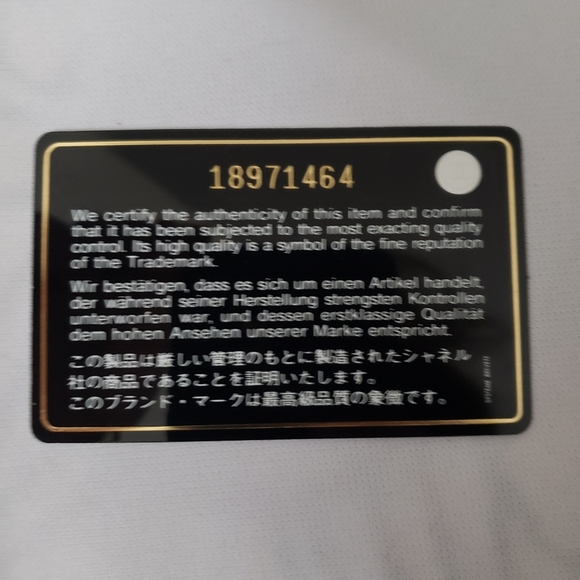 18971464
We certify the authenticity of this item and confirm
that it has been subjected to the most exacting quality
control. Its high quality is a symbol of the fine reputation
of the Trademark.
Wir bestätigen, dass es sich um einen Artikel handelt,
der während seiner Herstellung strengsten Kontrollen
unterworfen war, und dessen erstklassige Qualität
dem hohen Ansehen unserer Marke entspricht.
この製品は厳しい管理のもとに製造されたシャネル
社の商品であることを証明いたします。
このブランド・マークは最高級品質の象徴です。